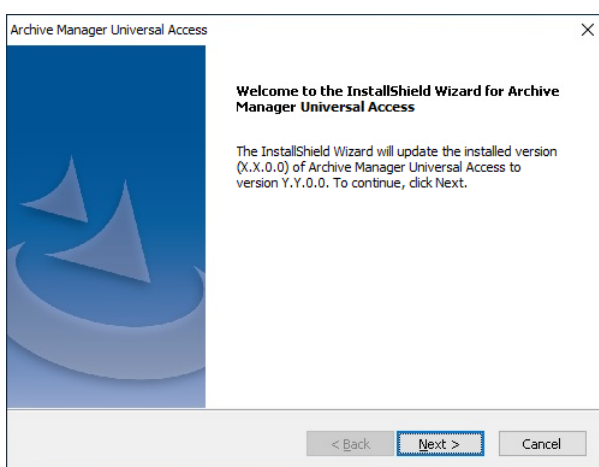 Archive Manager Universal Access
Welcome to the InstallShield Wizard for Archive
Manager Universal Access
The InstallShield Wizard will update the installed version
(X.X.0.0) of Archive Manager Universal Access to
version Y.Y.0.0. To continue, click Next.
< Back Next > Cancel